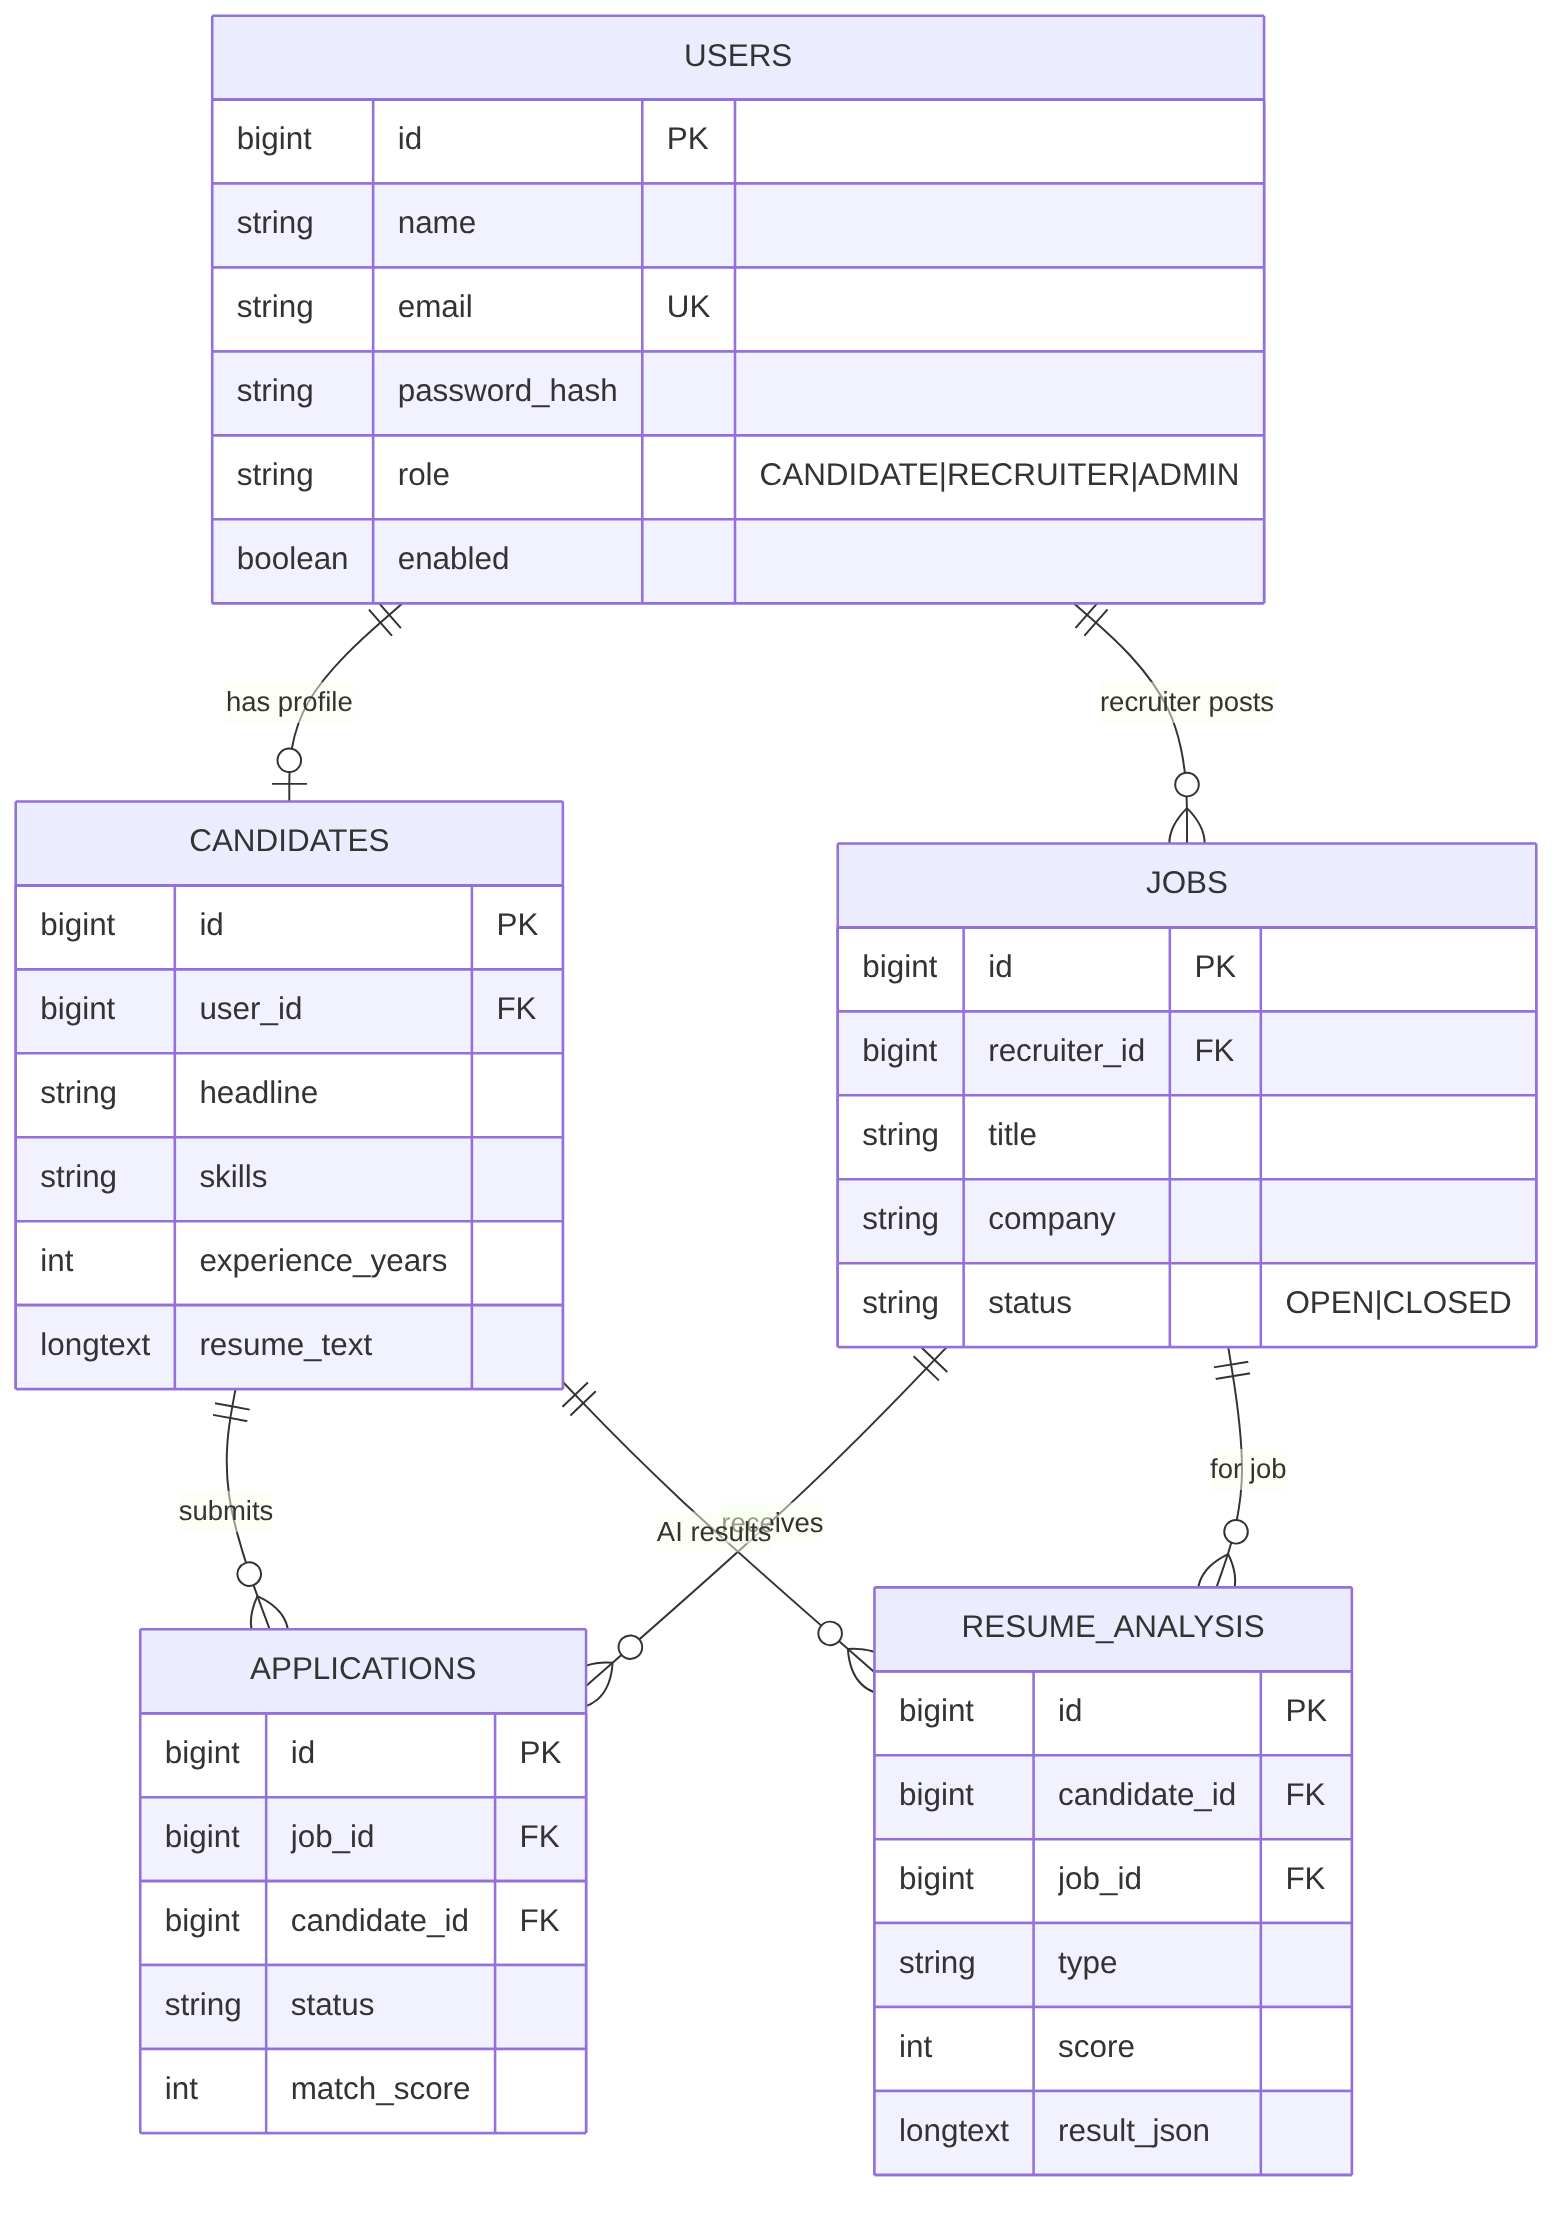 USERS
bigint id PK
string name
string email UK
string password_hash
string role CANDIDATE|RECRUITER|ADMIN
boolean enabled
has profile
recruiter posts
CANDIDATES
bigint id PK
bigint user_id FK
string headline
string skills
int experience_years
longtext resume_text
JOBS
bigint id PK
bigint recruiter_id FK
string title
string company
string status OPEN|CLOSED
submits
AI results
receives
for job
APPLICATIONS
bigint id PK
bigint job_id FK
bigint candidate_id FK
string status
int match_score
RESUME_ANALYSIS
bigint id PK
bigint candidate_id FK
bigint job_id FK
string type
int score
longtext result_json